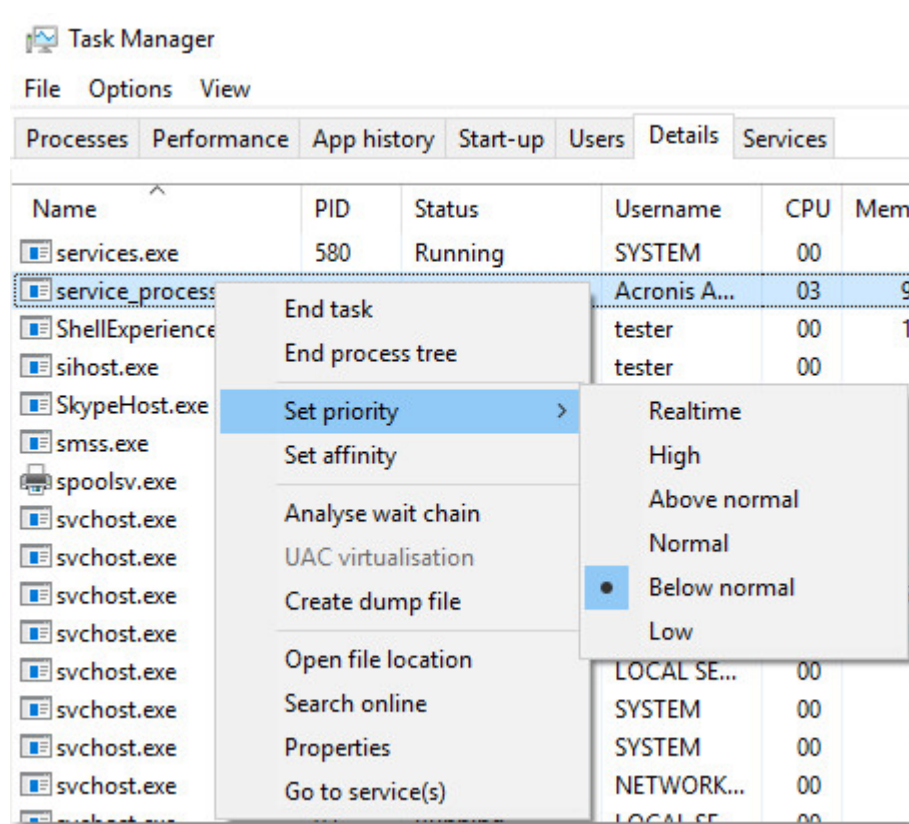 Task Manager
File Options View
Processes Performance App history Start-up Users Details Services
Name PID Status Username CPU Mem
services.exe 580 Running SYSTEM 00
service_process Acronis A... 03 9
ShellExperience tester 00 1
sihost.exe tester 00
SkypeHost.exe
smss.exe
spoolsv.exe
svchost.exe
svchost.exe
svchost.exe
svchost.exe
svchost.exe LOCAL SE... 00
svchost.exe SYSTEM 00
svchost.exe SYSTEM 00
svchost.exe NETWORK... 00
End task
End process tree
Set priority >
Set affinity
Analyse wait chain
UAC virtualisation
Create dump file
Open file location
Search online
Properties
Go to service(s)
Realtime
High
Above normal
Normal
Below normal
Low